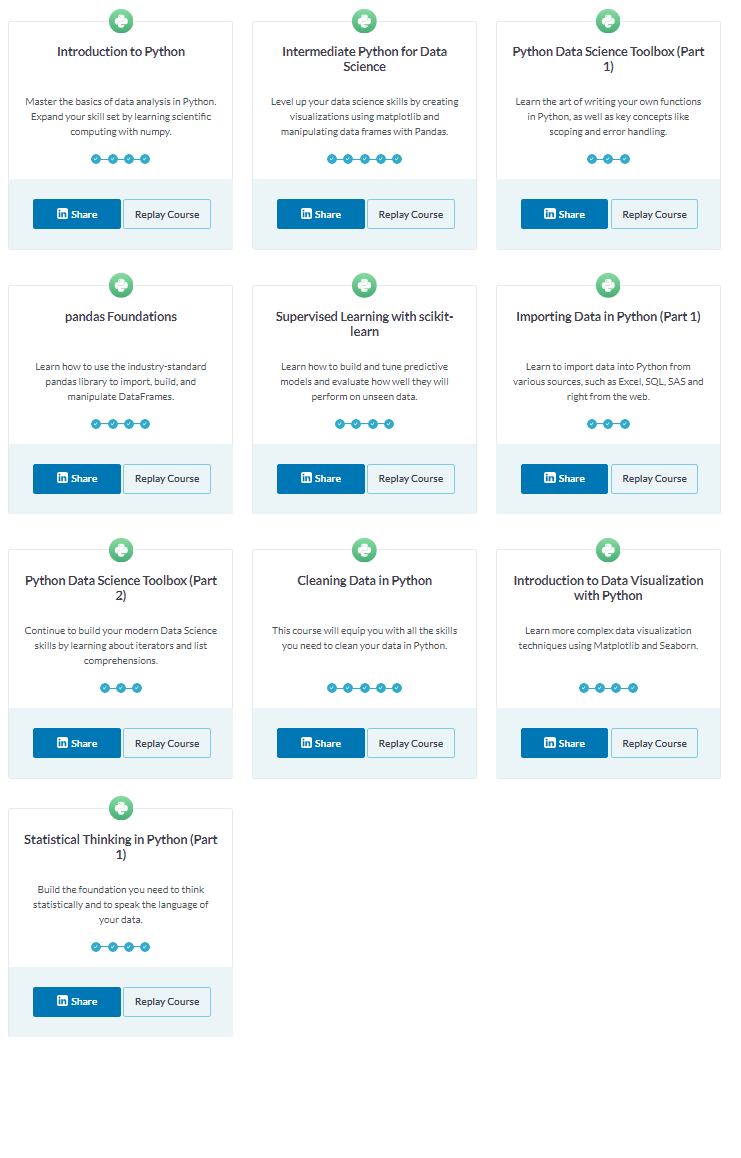 Introduction to Python
Master the basics of data analysis in Python.
Expand your skill set by learning scientific
computing with numpy.
in Share
Replay Course
Intermediate Python for Data
Science
Level up your data science skills by creating
visualizations using matplotlib and
manipulating data frames with Pandas.
in Share
Replay Course
Python Data Science Toolbox (Part
1)
Learn the art of writing your own functions
in Python, as well as key concepts like
scoping and error handling.
in Share
Replay Course
pandas Foundations
Learn how to use the industry-standard
pandas library to import, build, and
manipulate DataFrames.
in Share
Replay Course
Supervised Learning with scikit-
learn
Learn how to build and tune predictive
models and evaluate how well they will
perform on unseen data.
in Share
Replay Course
Importing Data in Python (Part 1)
Learn to import data into Python from
various sources, such as Excel, SQL, SAS and
right from the web.
in Share
Replay Course
Python Data Science Toolbox (Part
2)
Continue to build your modern Data Science
skills by learning about iterators and list
comprehensions.
in Share
Replay Course
Cleaning Data in Python
This course will equip you with all the skills
you need to clean your data in Python.
in Share
Replay Course
Introduction to Data Visualization
with Python
Learn more complex data visualization
techniques using Matplotlib and Seaborn.
in Share
Replay Course
Statistical Thinking in Python (Part
1)
Build the foundation you need to think
statistically and to speak the language of
your data.
in Share
Replay Course